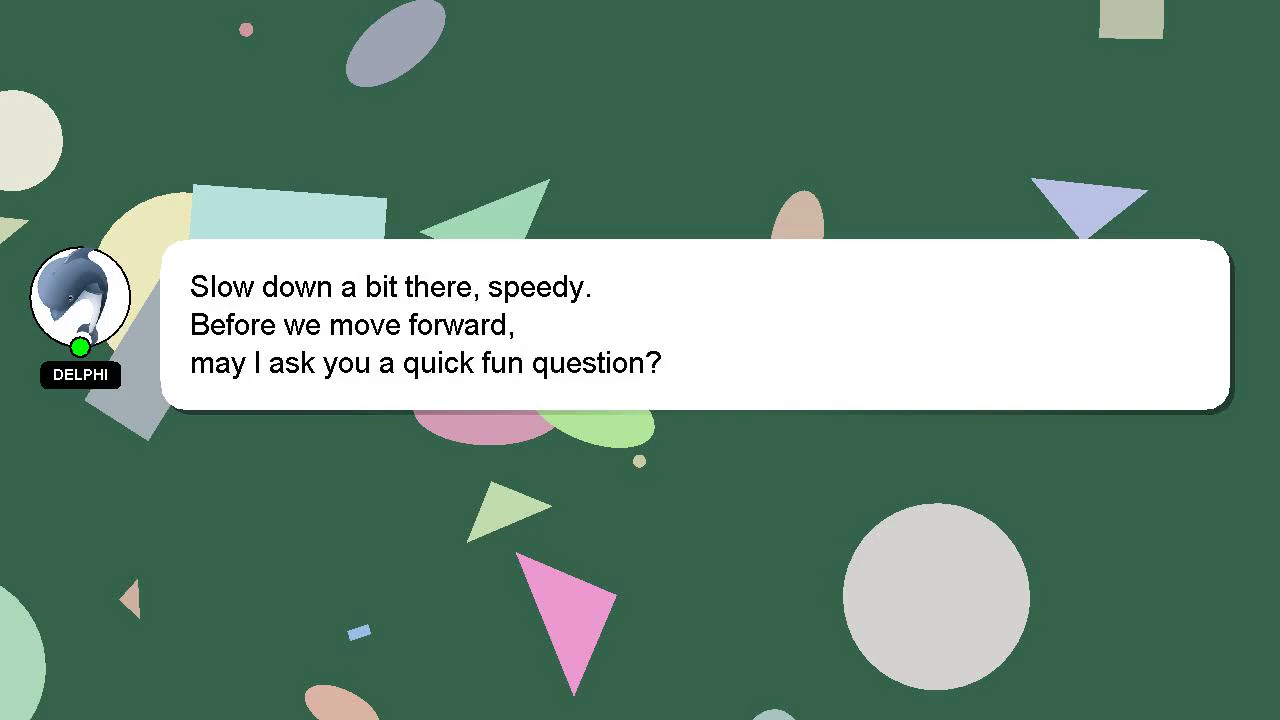 Slow down a bit there, speedy.
Before we move forward,
may I ask you a quick fun question?
DELPHI